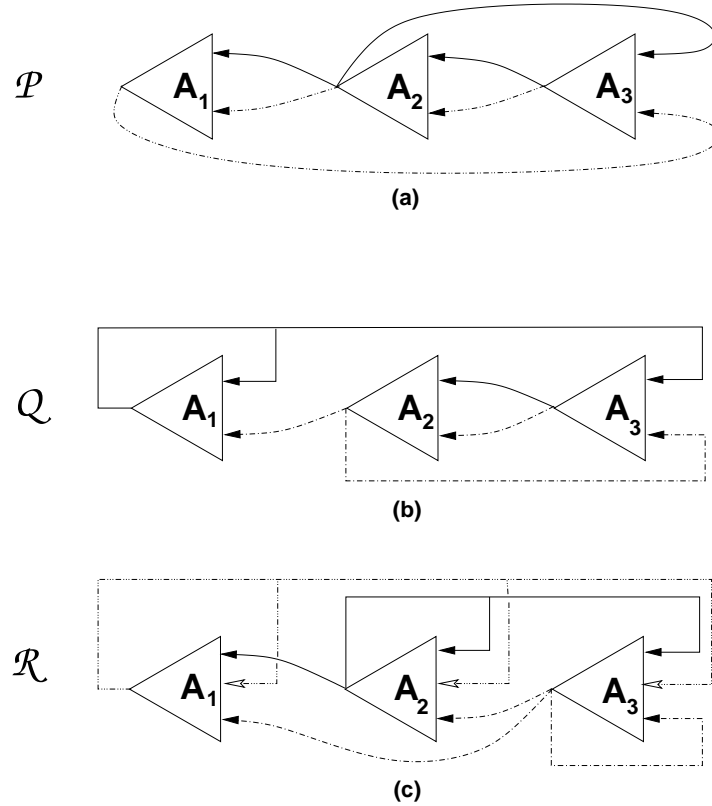 𝒫 A₁ A₂ A₃
(a)
𝒬 A₁ A₂ A₃
(b)
ℛ A₁ A₂ A₃
(c)